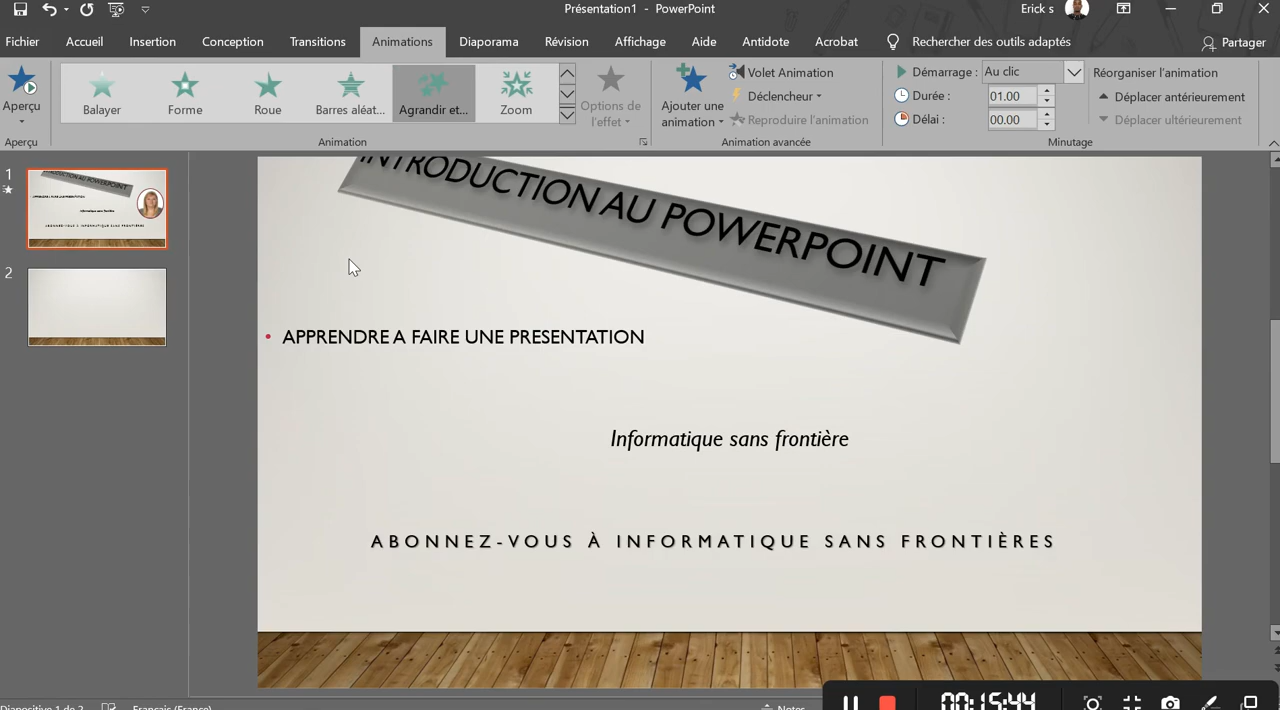 Présentation1 - PowerPoint
Erick s
Fichier Accueil Insertion Conception Transitions Animations Diaporama Révision Affichage Aide Antidote Acrobat Rechercher des outils adaptés Partager
Aperçu
Balayer Forme Roue Barres aléat... Agrandir et... Zoom
Options de l'effet
Ajouter une animation
Volet Animation
Déclencheur
Reproduire l'animation
Démarrage : Au clic
Durée : 01.00
Délai : 00.00
Réorganiser l'animation
Déplacer antérieurement
Déplacer ultérieurement
Aperçu Animation Animation avancée Minutage
1
2
INTRODUCTION AU POWERPOINT
• APPRENDRE A FAIRE UNE PRESENTATION
Informatique sans frontière
ABONNEZ-VOUS À INFORMATIQUE SANS FRONTIÈRES
00:15:44
Diapositive 1 de 2 Français (France) Notes